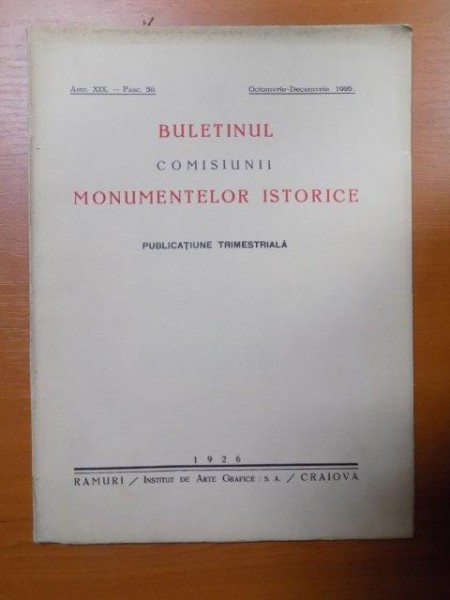 Anul XIX. — Fasc. 50. Octomvrie-Decemvrie 1926.
BULETINUL
COMISIUNII
MONUMENTELOR ISTORICE
PUBLICAȚIUNE TRIMESTRIALĂ
1926
RAMURI / INSTITUT DE ARTE GRAFICE / S. A. / CRAIOVA